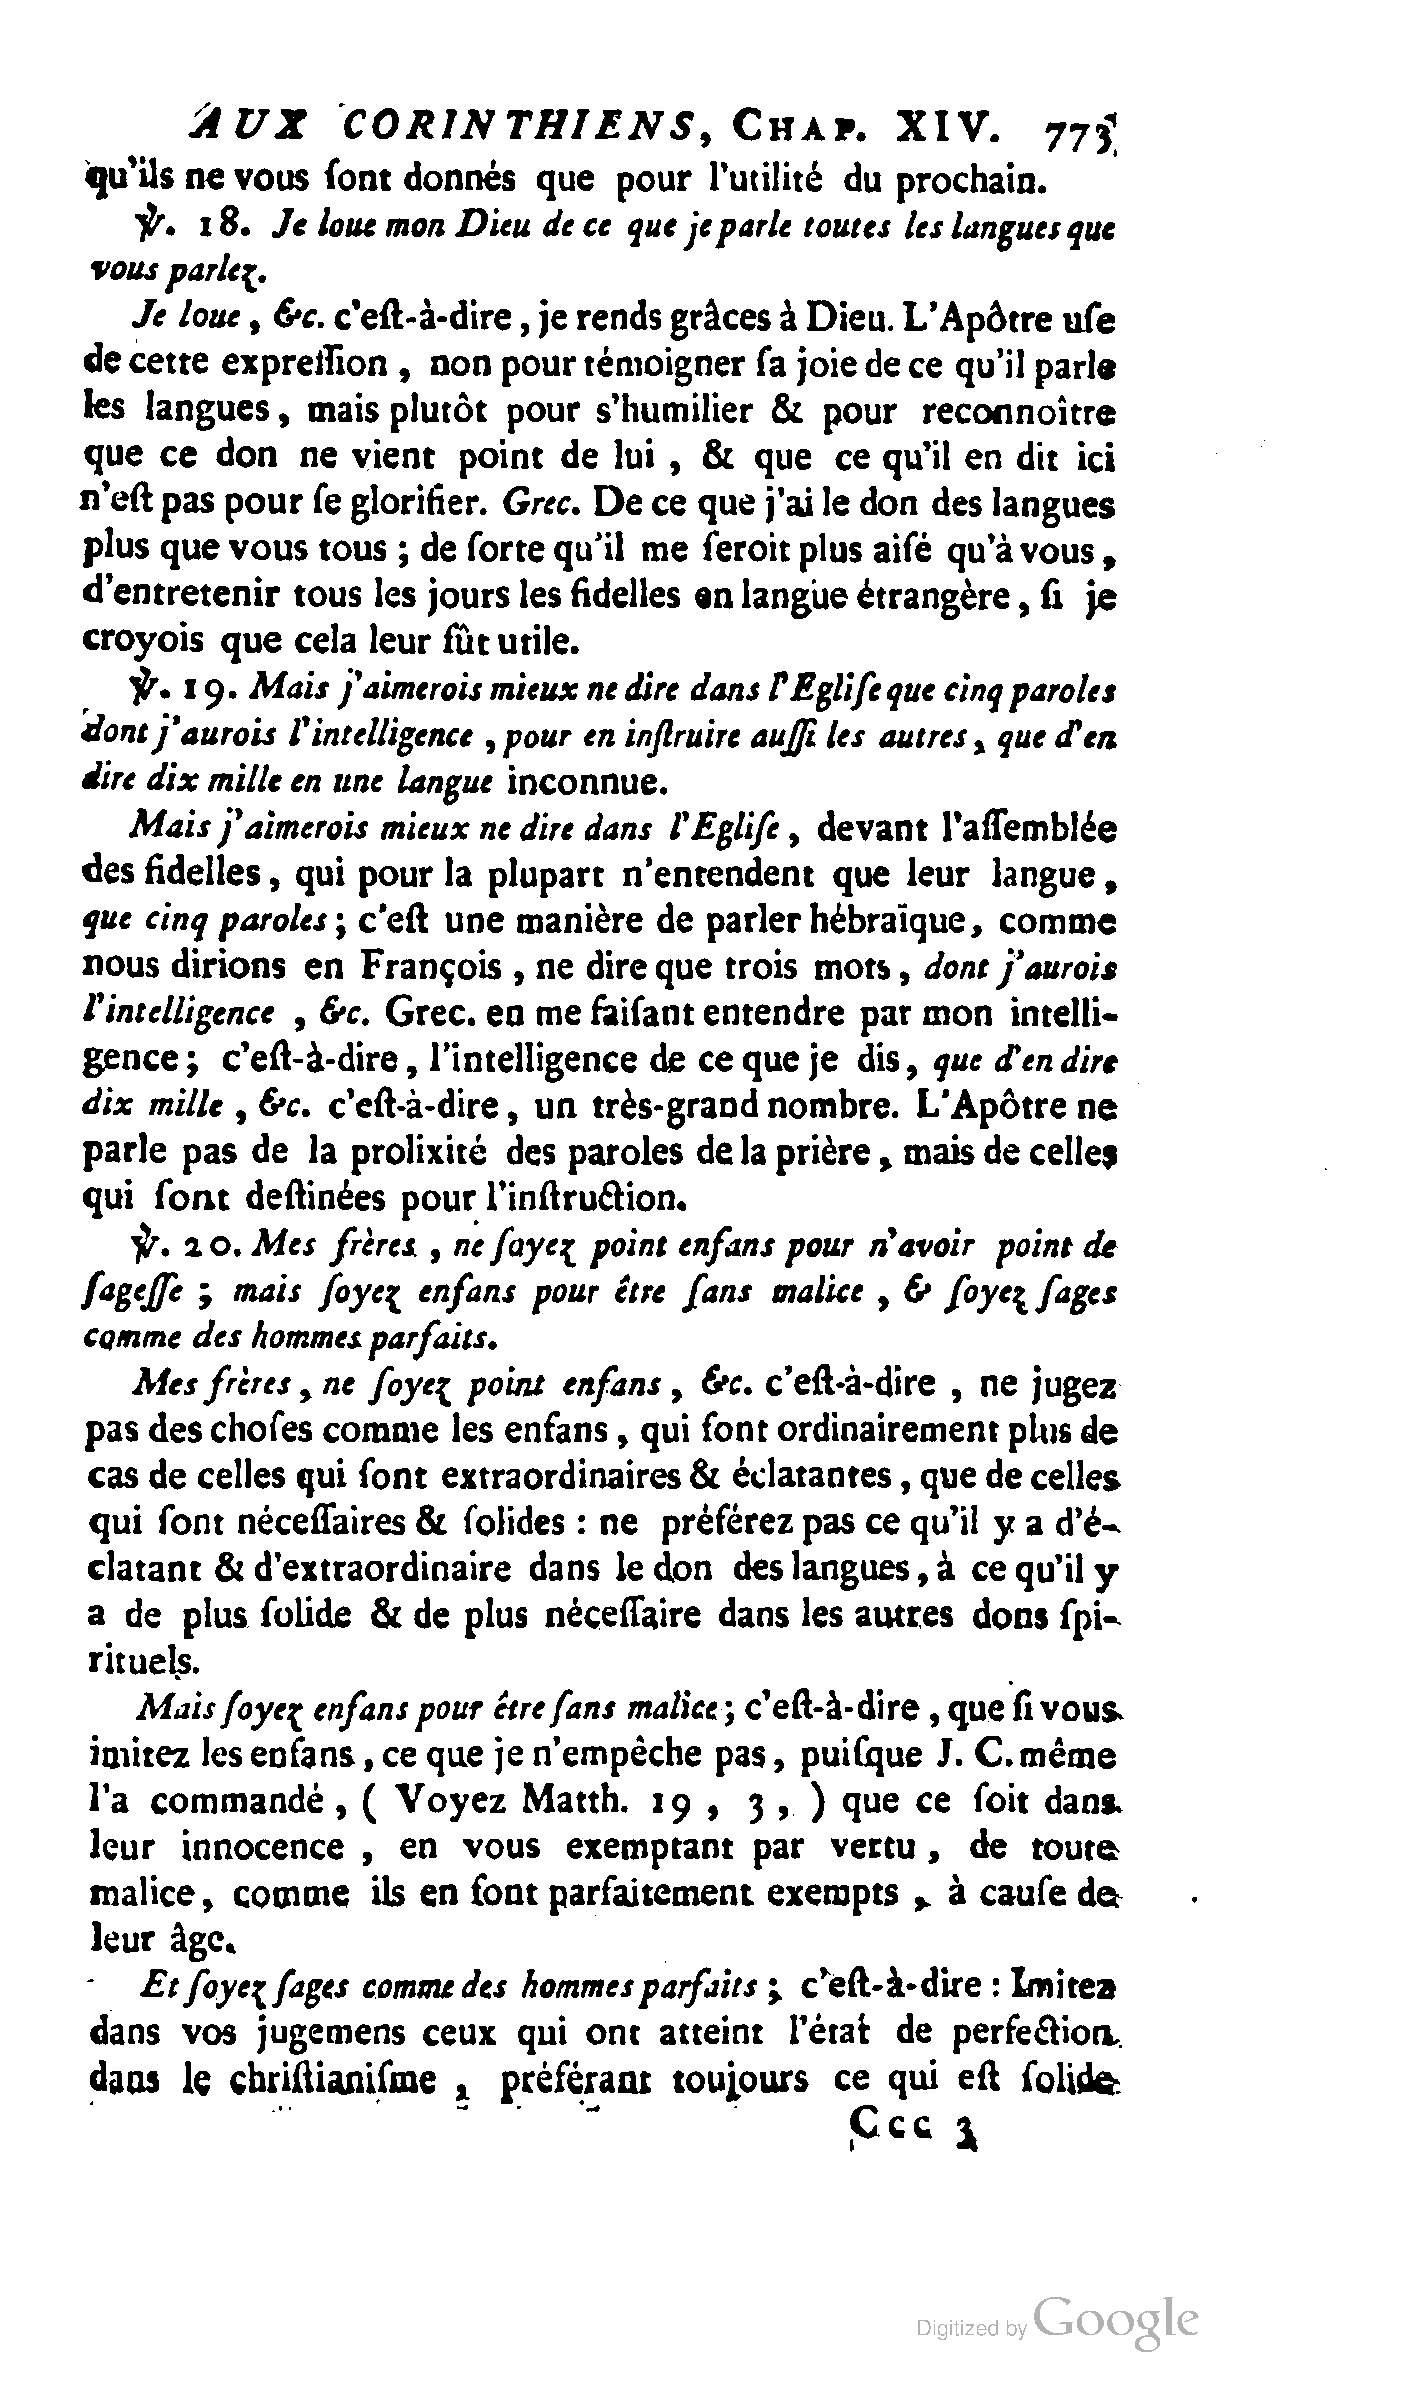 AUX CORINTHIENS, CHAP. XIV. 773
qu'ils ne vous ſont donnés que pour l'utilité du prochain.
℣. 18. Je loue mon Dieu de ce que je parle toutes les langues que
vous parlez.
Je loue, &c. c'eſt-à-dire, je rends grâces à Dieu. L'Apôtre uſe
de cette expreſſion, non pour témoigner ſa joie de ce qu'il parle
les langues, mais plutôt pour s'humilier & pour reconnoître
que ce don ne vient point de lui, & que ce qu'il en dit ici
n'eſt pas pour ſe glorifier. Grec. De ce que j'ai le don des langues
plus que vous tous; de ſorte qu'il me ſeroit plus aiſé qu'à vous,
d'entretenir tous les jours les fidelles en langue étrangère, ſi je
croyois que cela leur fût utile.
℣. 19. Mais j'aimerois mieux ne dire dans l'Egliſe que cinq paroles
dont j'aurois l'intelligence, pour en inſtruire auſſi les autres, que d'en
dire dix mille en une langue inconnue.
Mais j'aimerois mieux ne dire dans l'Egliſe, devant l'aſſemblée
des fidelles, qui pour la plupart n'entendent que leur langue,
que cinq paroles; c'eſt une manière de parler hébraïque, comme
nous dirions en François, ne dire que trois mots, dont j'aurois
l'intelligence, &c. Grec. en me faiſant entendre par mon intelli-
gence; c'eſt-à-dire, l'intelligence de ce que je dis, que d'en dire
dix mille, &c. c'eſt-à-dire, un très-grand nombre. L'Apôtre ne
parle pas de la prolixité des paroles de la prière, mais de celles
qui ſont deſtinées pour l'inſtruction.
℣. 20. Mes frères, ne ſoyez point enfans pour n'avoir point de
ſageſſe; mais ſoyez enfans pour être ſans malice, & ſoyez ſages
comme des hommes parfaits.
Mes frères, ne ſoyez point enfans, &c. c'eſt-à-dire, ne jugez
pas des choſes comme les enfans, qui font ordinairement plus de
cas de celles qui ſont extraordinaires & éclatantes, que de celles
qui ſont néceſſaires & ſolides : ne préférez pas ce qu'il y a d'é-
clatant & d'extraordinaire dans le don des langues, à ce qu'il y
a de plus ſolide & de plus néceſſaire dans les autres dons ſpi-
rituels.
Mais ſoyez enfans pour être ſans malice; c'eſt-à-dire, que ſi vous
imitez les enfans, ce que je n'empêche pas, puiſque J. C. même
l'a commandé, ( Voyez Matth. 19, 3, ) que ce ſoit dans
leur innocence, en vous exemptant par vertu, de toute
malice, comme ils en ſont parfaitement exempts, à cauſe de
leur âge.
Et ſoyez ſages comme des hommes parfaits; c'eſt-à-dire : Imitez
dans vos jugemens ceux qui ont atteint l'état de perfection
dans le chriſtianiſme, préférant toujours ce qui eſt ſolide
Ccc 3
Digitized by Google